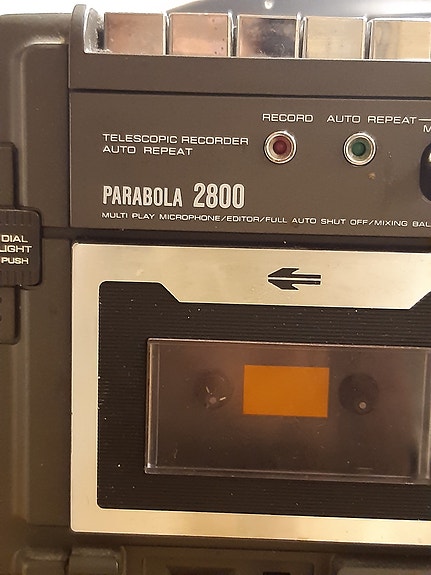 RECORD AUTO REPEAT
TELESCOPIC RECORDER
AUTO REPEAT
PARABOLA 2800
MULTI PLAY MICROPHONE/EDITOR/FULL AUTO SHUT OFF/MIXING BAL
DIAL
LIGHT
PUSH